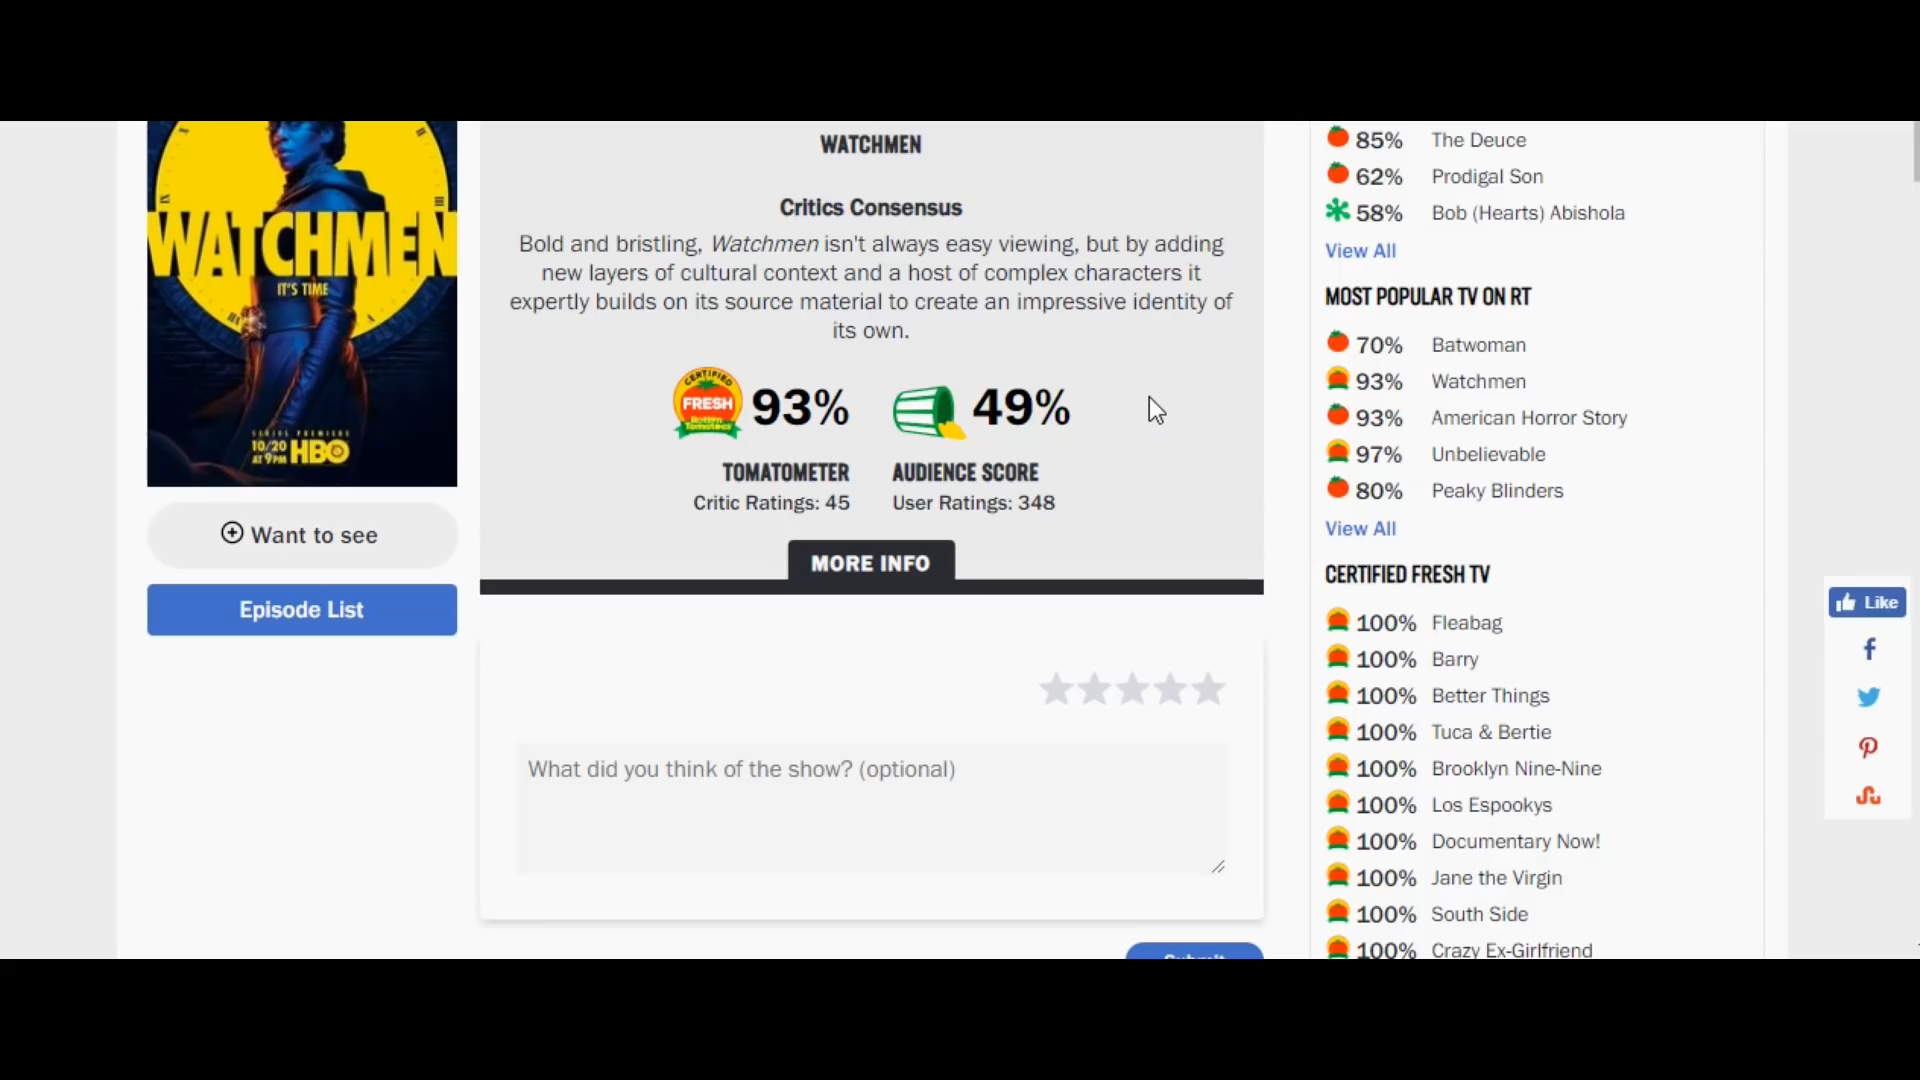 WATCHMEN
IT'S TIME
SERIES PREMIERE
10/20
AT 9PM HBO
Want to see
Episode List
WATCHMEN
Critics Consensus
Bold and bristling, Watchmen isn't always easy viewing, but by adding
new layers of cultural context and a host of complex characters it
expertly builds on its source material to create an impressive identity of
its own.
CERTIFIED
FRESH
Rotten
Tomatoes
93%
49%
TOMATOMETER
AUDIENCE SCORE
Critic Ratings: 45
User Ratings: 348
MORE INFO
What did you think of the show? (optional)
Submit
85% The Deuce
62% Prodigal Son
58% Bob (Hearts) Abishola
View All
MOST POPULAR TV ON RT
70% Batwoman
93% Watchmen
93% American Horror Story
97% Unbelievable
80% Peaky Blinders
View All
CERTIFIED FRESH TV
100% Fleabag
100% Barry
100% Better Things
100% Tuca & Bertie
100% Brooklyn Nine-Nine
100% Los Espookys
100% Documentary Now!
100% Jane the Virgin
100% South Side
100% Crazy Ex-Girlfriend
Like